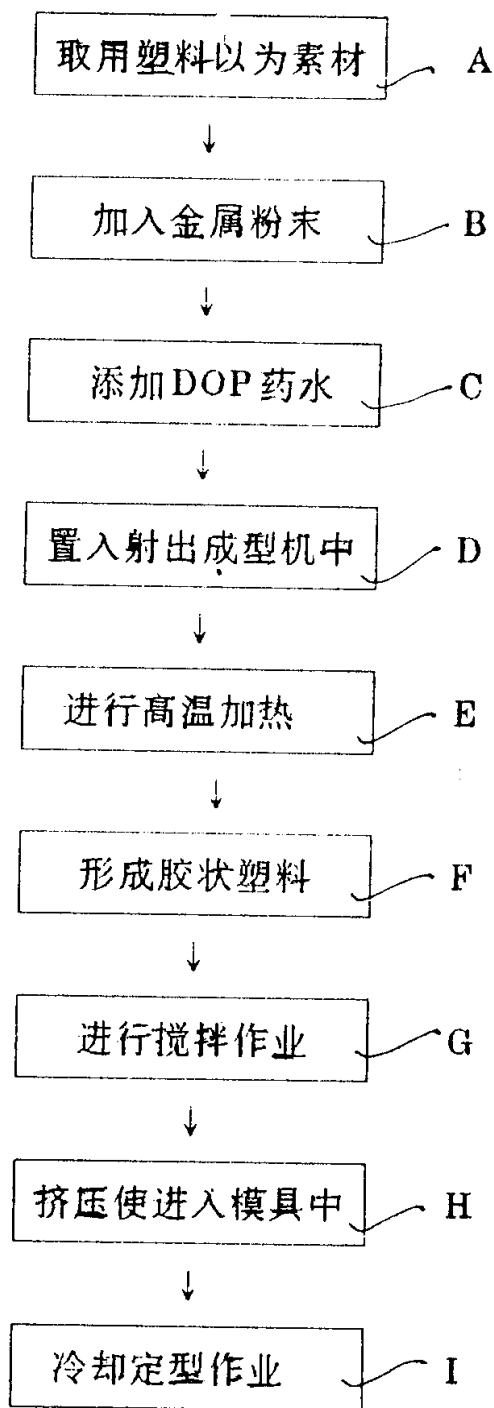 取用塑料以为素材 A
加入金属粉末 B
添加DOP药水 C
置入射出成型机中 D
进行高温加热 E
形成胶状塑料 F
进行搅拌作业 G
挤压使进入模具中 H
冷却定型作业 I